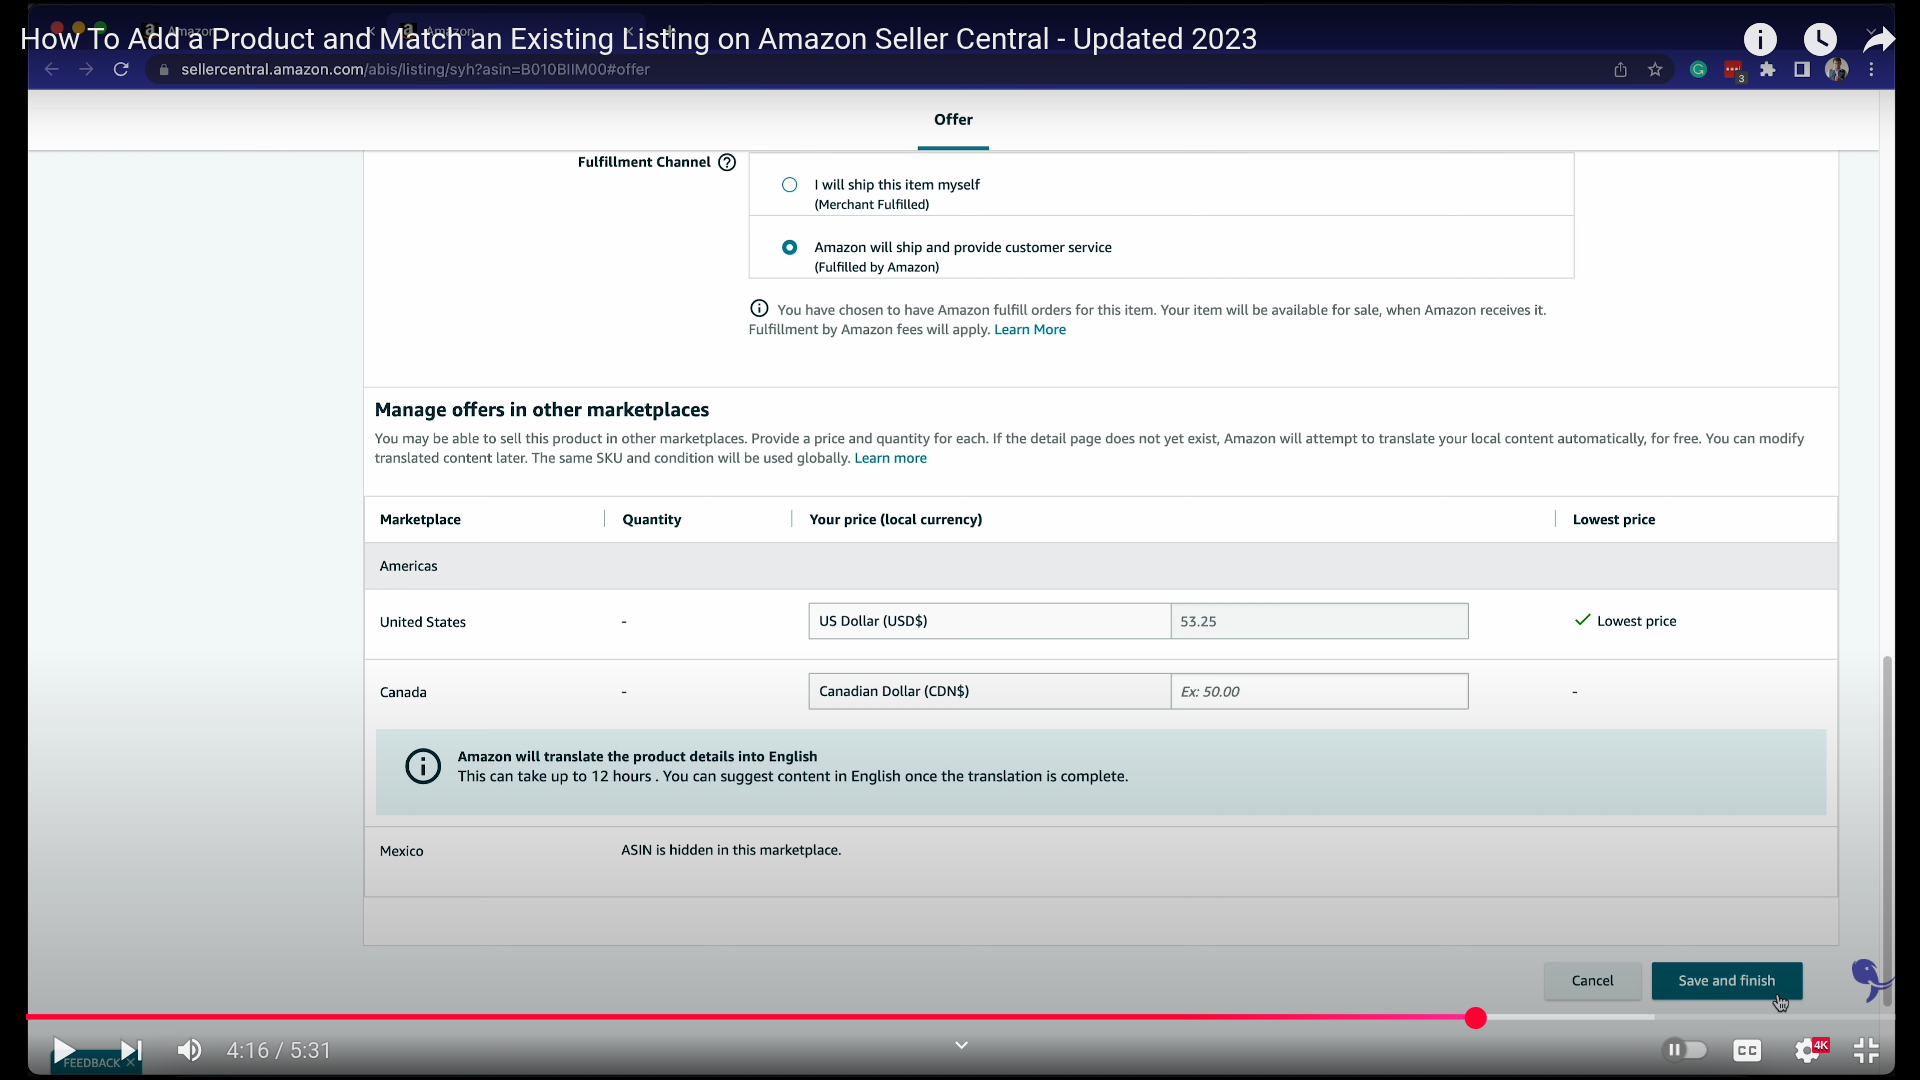 Amazon
Amazon
How To Add a Product and Match an Existing Listing on Amazon Seller Central - Updated 2023
sellercentral.amazon.com/abis/listing/syh?asin=B010BIIM00#offer
3
Offer
Fulfillment Channel
I will ship this item myself
(Merchant Fulfilled)
Amazon will ship and provide customer service
(Fulfilled by Amazon)
You have chosen to have Amazon fulfill orders for this item. Your item will be available for sale, when Amazon receives it.
Fulfillment by Amazon fees will apply. Learn More
Manage offers in other marketplaces
You may be able to sell this product in other marketplaces. Provide a price and quantity for each. If the detail page does not yet exist, Amazon will attempt to translate your local content automatically, for free. You can modify
translated content later. The same SKU and condition will be used globally. Learn more
Marketplace Quantity Your price (local currency) Lowest price
Americas
United States - US Dollar (USD$) 53.25 Lowest price
Canada - Canadian Dollar (CDN$) Ex: 50.00 -
Amazon will translate the product details into English
This can take up to 12 hours . You can suggest content in English once the translation is complete.
Mexico ASIN is hidden in this marketplace.
Cancel Save and finish
4:16 / 5:31
CC
4K
FEEDBACK